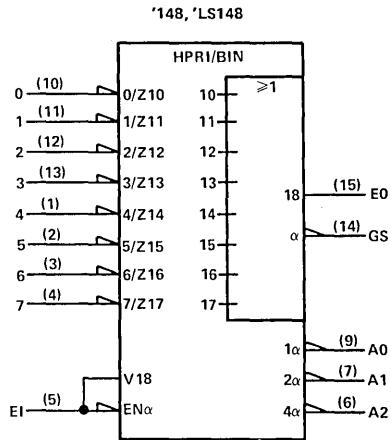 '148, 'LS148
HPRI/BIN
≥1
0 (10) 0/Z10 10
1 (11) 1/Z11 11
2 (12) 2/Z12 12
3 (13) 3/Z13 13
18 (15) E0
4 (1) 4/Z14 14
α (14) GS
5 (2) 5/Z15 15
6 (3) 6/Z16 16
7 (4) 7/Z17 17
1α (9) A0
V18
2α (7) A1
EI (5) ENα
4α (6) A2